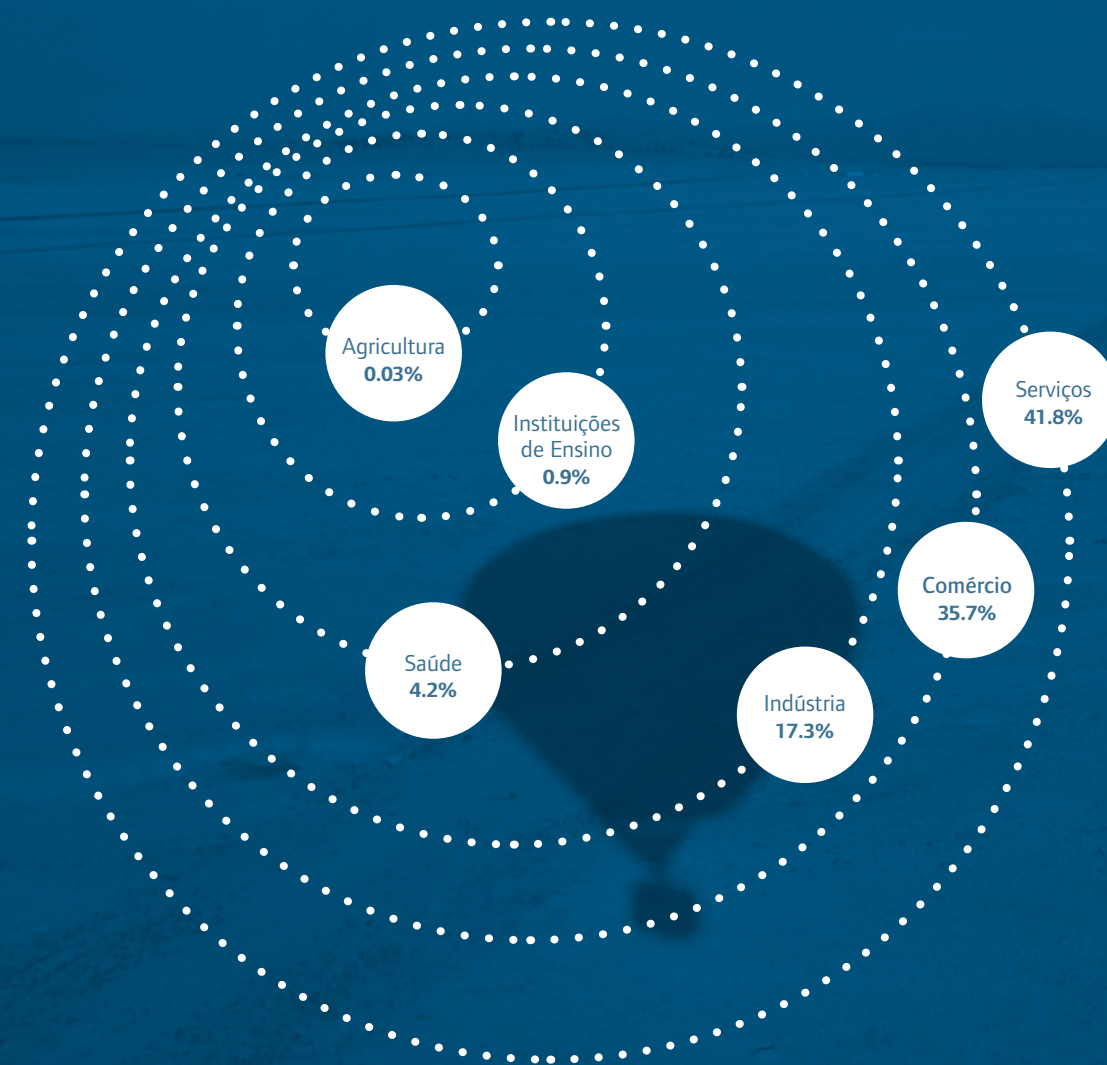 Agricultura
0.03%
Instituições
de Ensino
0.9%
Serviços
41.8%
Comércio
35.7%
Saúde
4.2%
Indústria
17.3%